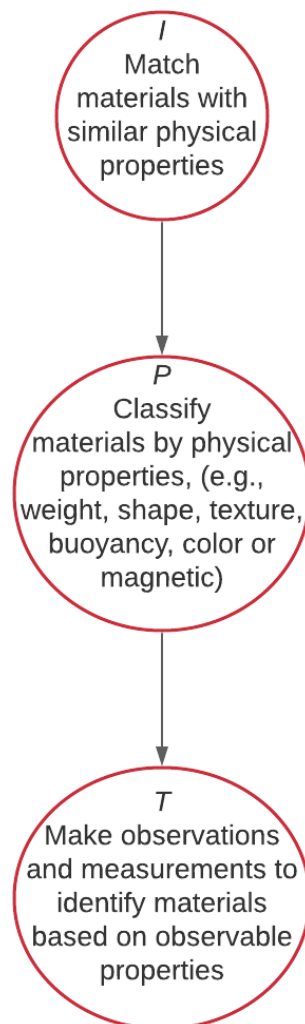 I
Match
materials with
similar physical
properties
P
Classify
materials by physical
properties, (e.g.,
weight, shape, texture,
buoyancy, color or
magnetic)
T
Make observations
and measurements to
identify materials
based on observable
properties